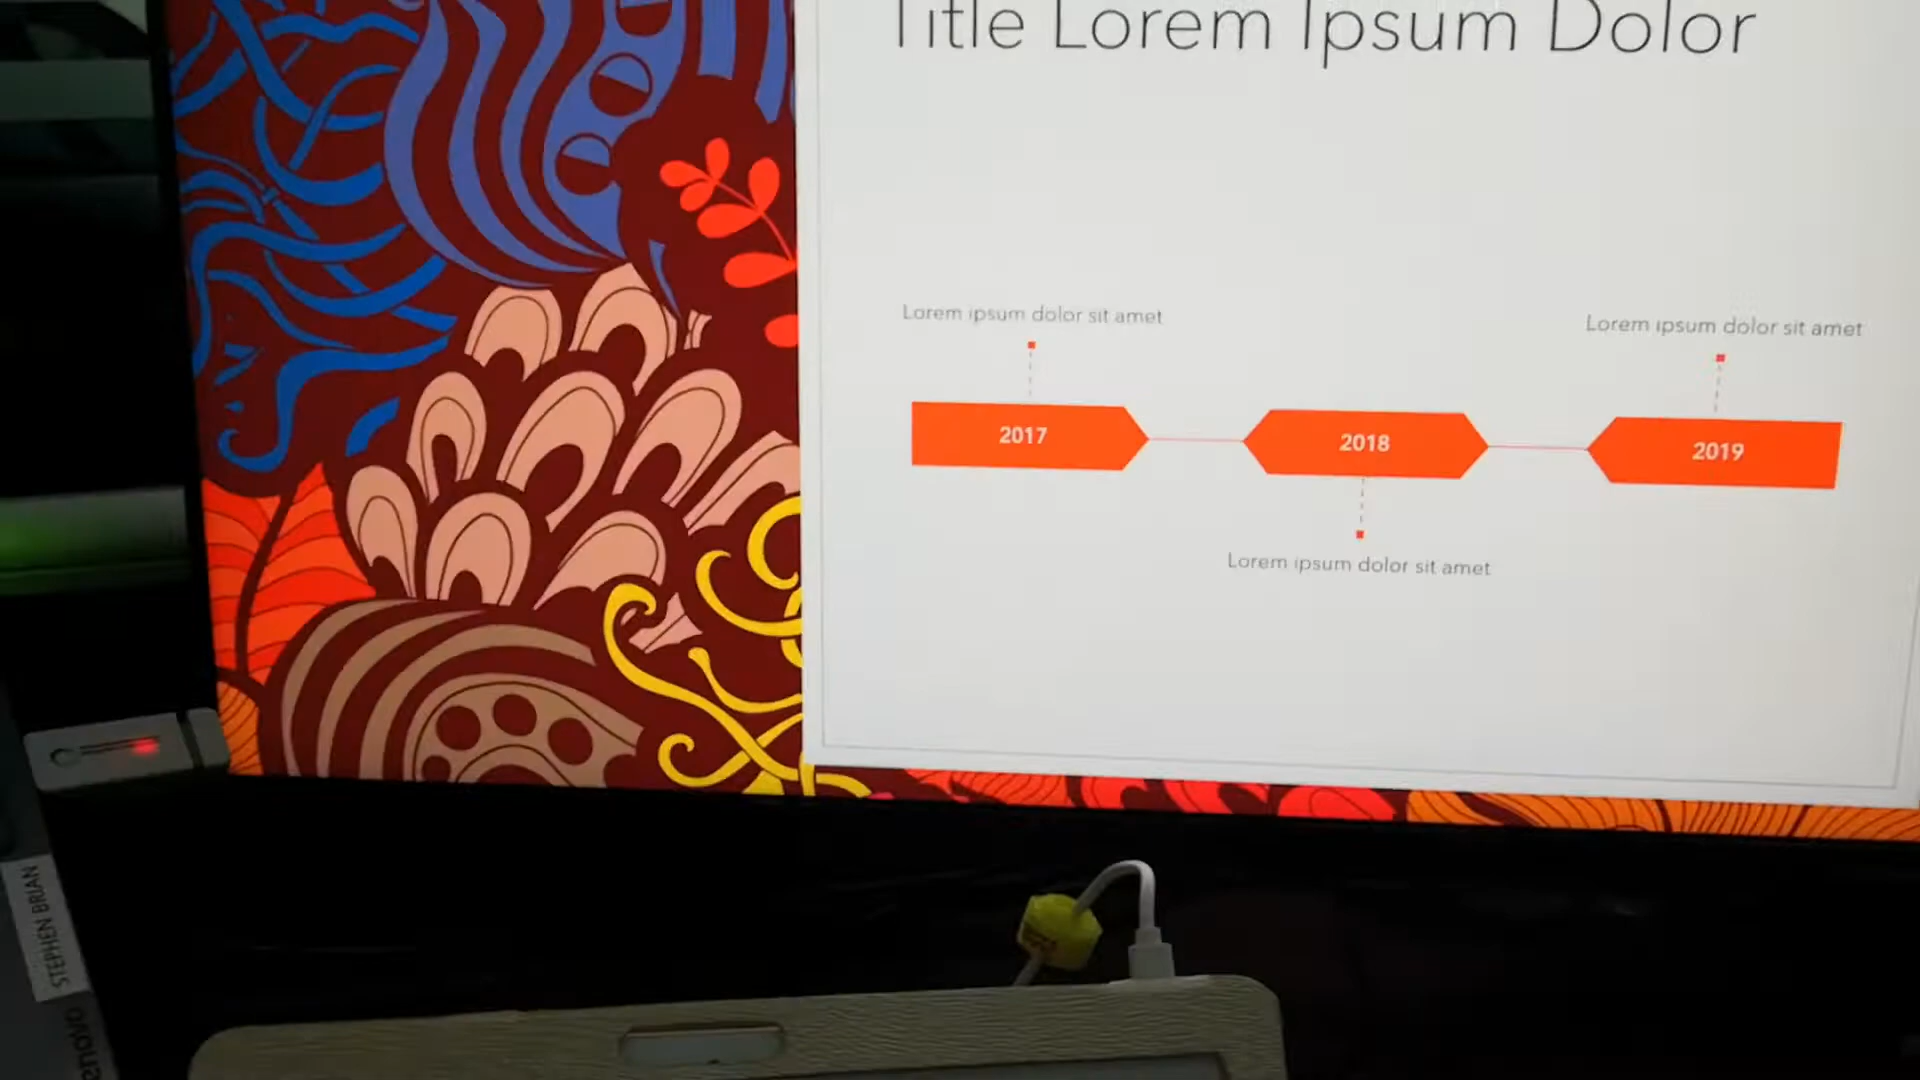 Title Lorem Ipsum Dolor
Lorem ipsum dolor sit amet
Lorem ipsum dolor sit amet
2017
2018
2019
Lorem ipsum dolor sit amet
STEPHEN BRIAN
enovo